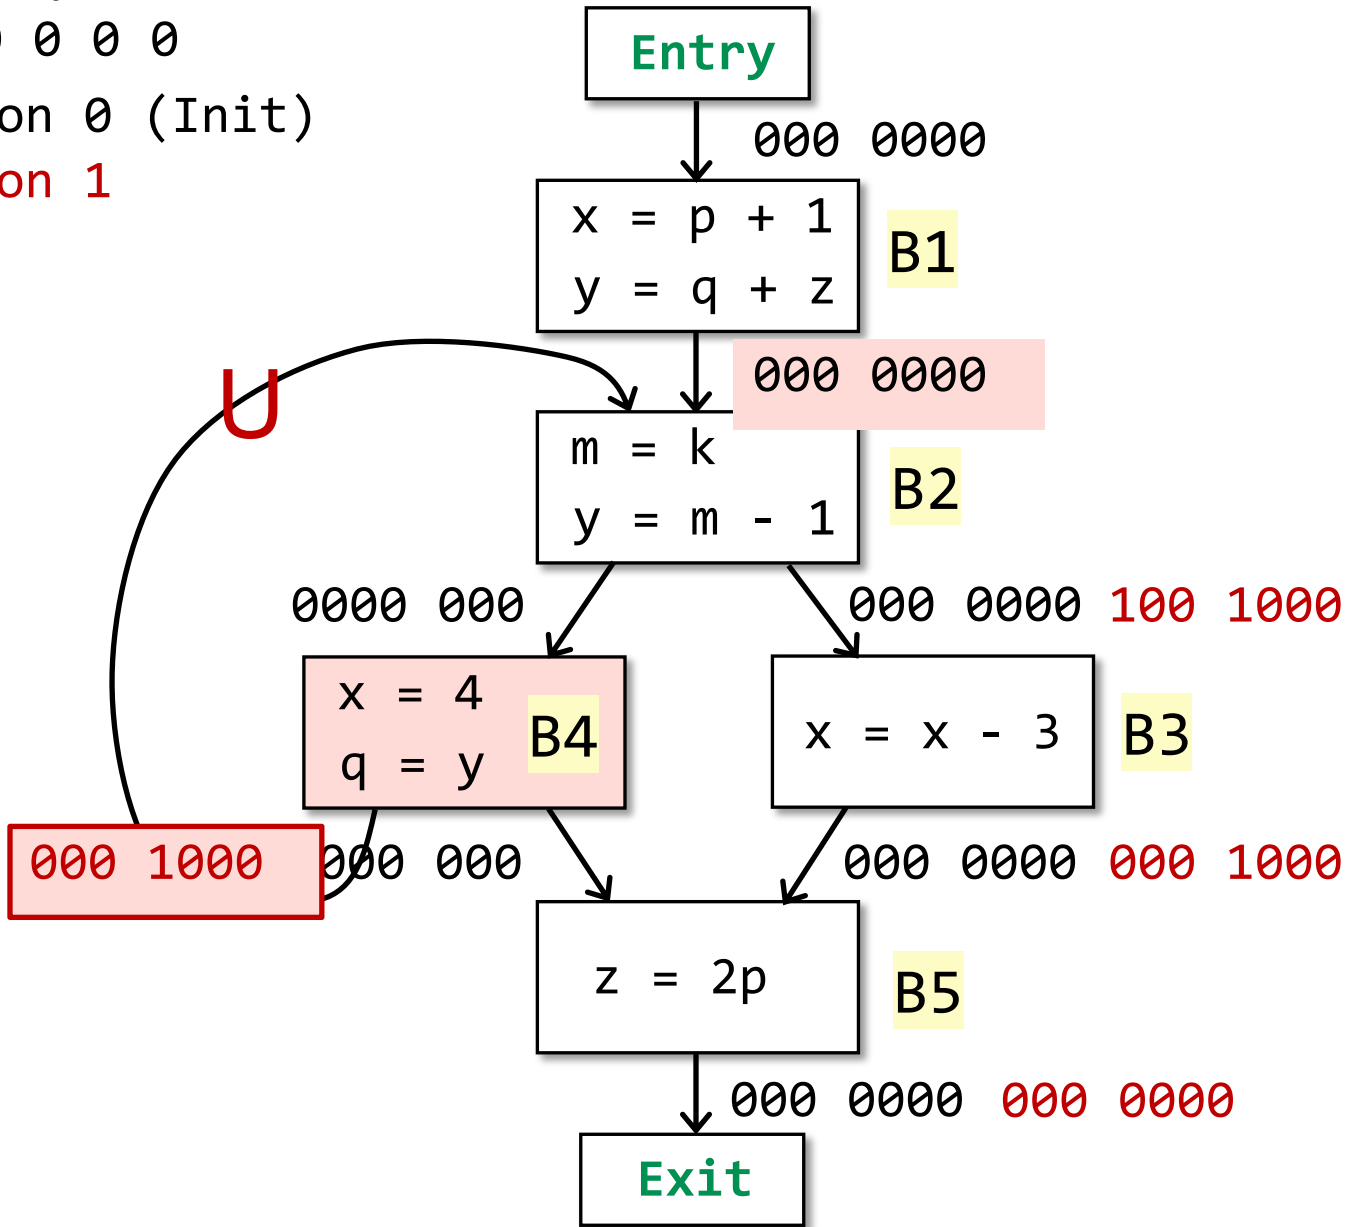 0 0 0
Entry
on 0 (Init)
000 0000
on 1
x = p + 1
y = q + z
B1
000 0000
U
m = k
y = m - 1
B2
0000 000
000 0000 100 1000
x = 4
q = y
B4
x = x - 3
B3
000 1000
000 000
000 0000 000 1000
z = 2p
B5
000 0000 000 0000
Exit